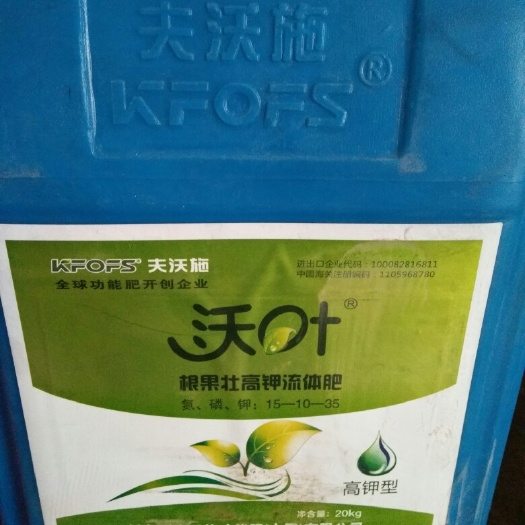 夫沃施
KFOFS®
KFOFS® 夫沃施
全球功能肥开创企业
进出口企业代码：100082816811
中国海关注册编码：1105968780
沃叶®
根果壮高钾流体肥
氮、磷、钾：15—10—35
高钾型
净含量：20kg